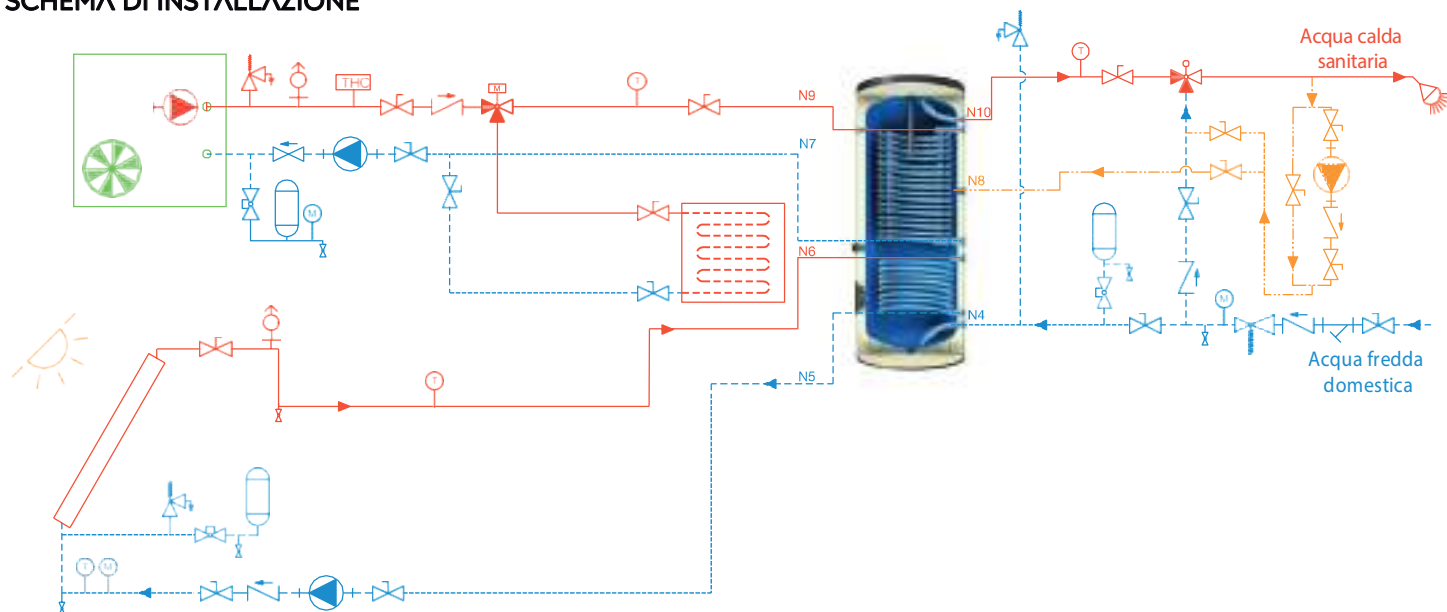 SCHEMA DI INSTALLAZIONE
Acqua calda
sanitaria
T
THC
M
T
N9
N10
N7
N8
M
N6
M
N4
Acqua fredda
domestica
T
N5
T
M